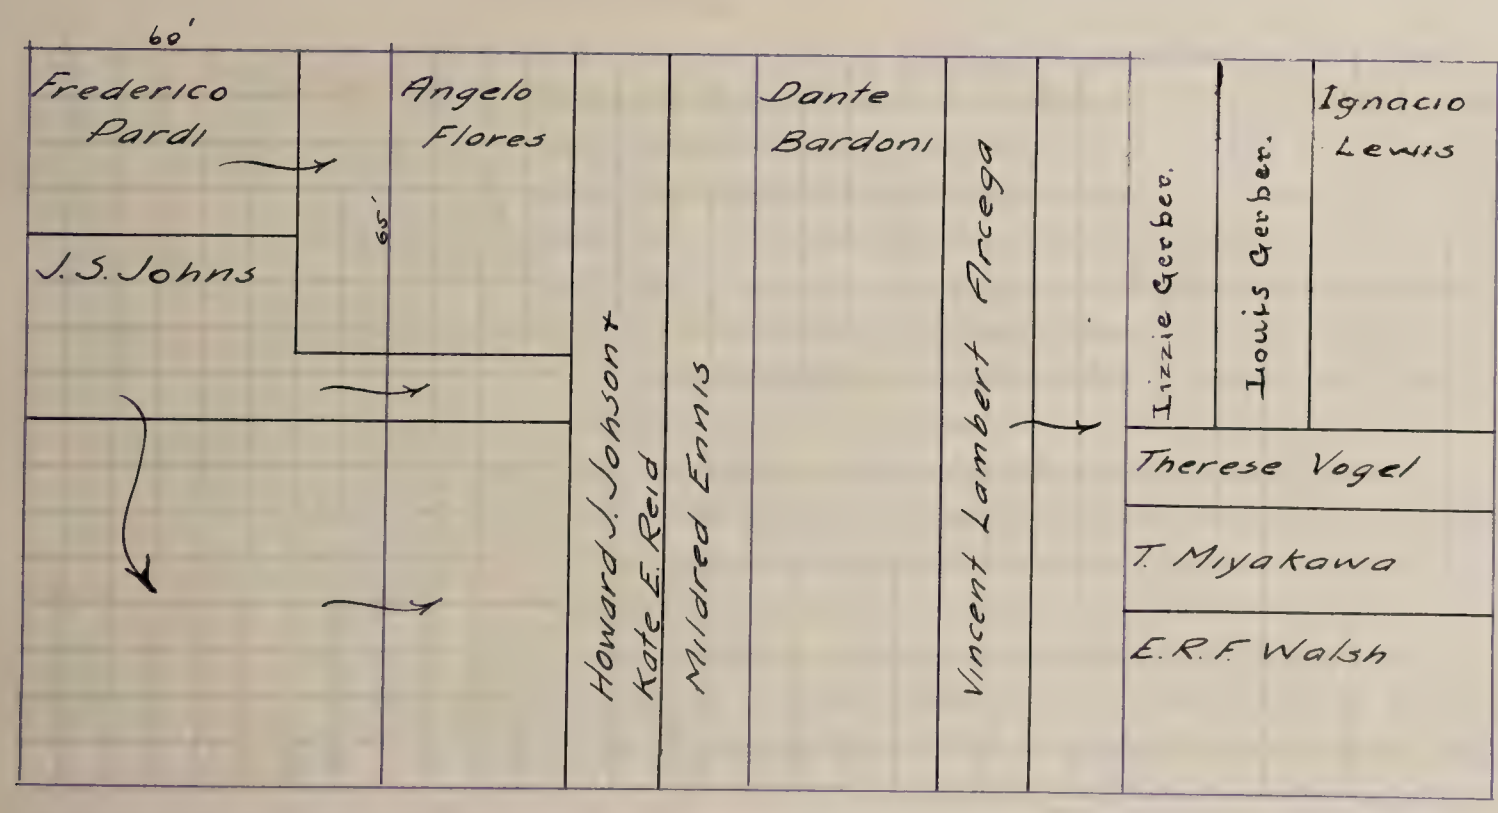 60'
Frederico
Pardi
J.S. Johns
65'
Angelo
Flores
Howard J. Johnson +
Kate E. Reid
Mildred Ennis
Dante
Bardoni
Vincent Lambert Arcega
Lizzie Gerber.
Louis Gerber.
Ignacio
Lewis
Therese Vogel
T. Miyakawa
E.R.F. Walsh